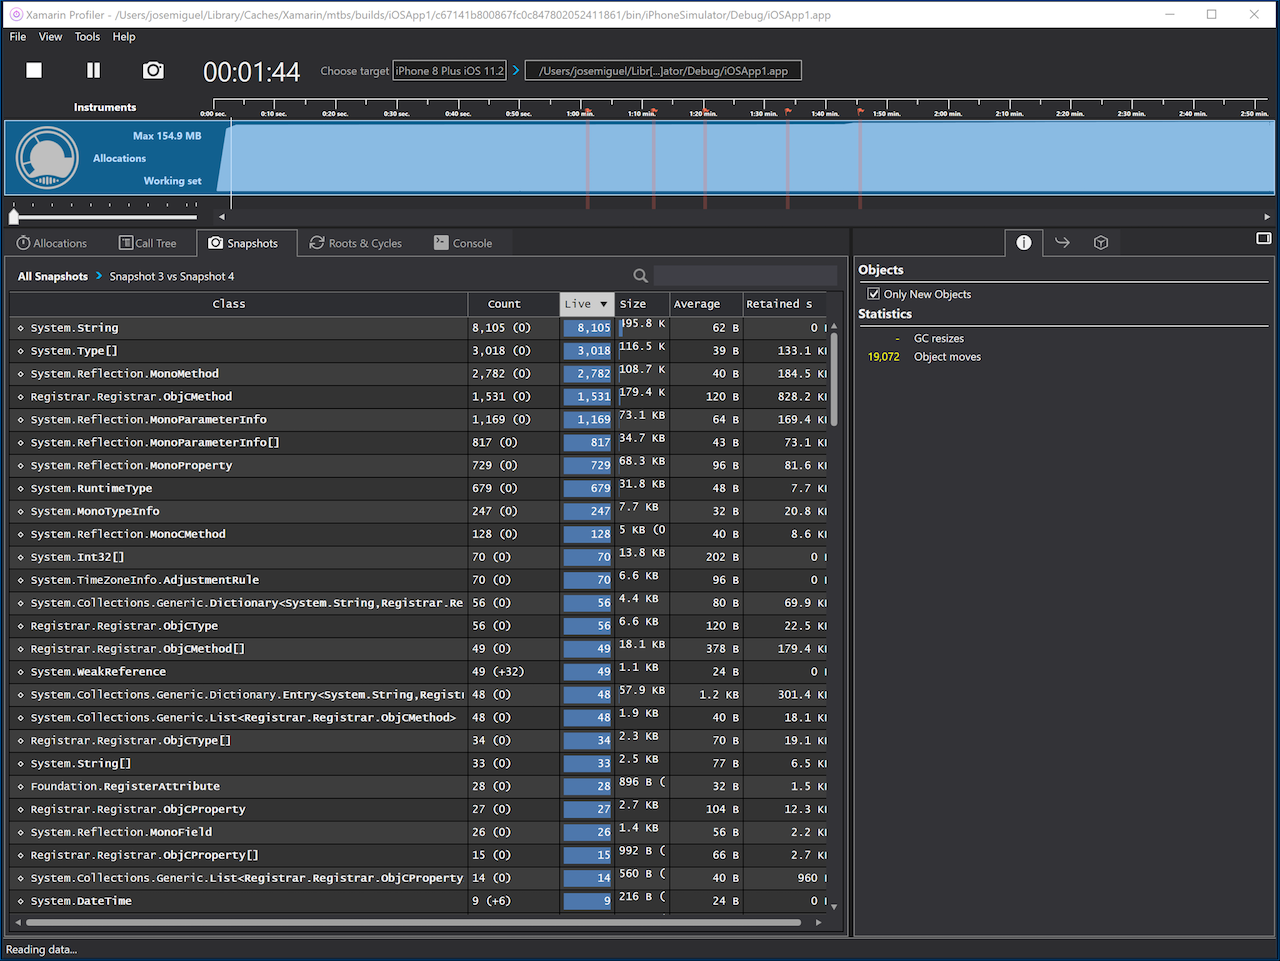 Xamarin Profiler - /Users/josemiguel/Library/Caches/Xamarin/mtbs/builds/iOSApp1/c67141b800867fc0c847802052411861/bin/iPhoneSimulator/Debug/iOSApp1.app
File View Tools Help
00:01:44 Choose target iPhone 8 Plus iOS 11.2 /Users/josemiguel/Libr[...]ator/Debug/iOSApp1.app
Instruments
0:00 sec. 0:10 sec. 0:20 sec. 0:30 sec. 0:40 sec. 0:50 sec. 1:00 min. 1:10 min. 1:20 min. 1:30 min. 1:40 min. 1:50 min. 2:00 min. 2:10 min. 2:20 min. 2:30 min. 2:40 min. 2:50 min.
Max 154.9 MB
Allocations
Working set
Allocations Call Tree Snapshots Roots & Cycles Console
All Snapshots > Snapshot 3 vs Snapshot 4
Class Count Live ▼ Size Average Retained s
System.String 8,105 (0) 8,105 495.8 K 62 B 0
System.Type[] 3,018 (0) 3,018 116.5 K 39 B 133.1 K
System.Reflection.MonoMethod 2,782 (0) 2,782 108.7 K 40 B 184.5 K
Registrar.Registrar.ObjCMethod 1,531 (0) 1,531 179.4 K 120 B 828.2 K
System.Reflection.MonoParameterInfo 1,169 (0) 1,169 73.1 KB 64 B 169.4 K
System.Reflection.MonoParameterInfo[] 817 (0) 817 34.7 KB 43 B 73.1 K
System.Reflection.MonoProperty 729 (0) 729 68.3 KB 96 B 81.6 K
System.RuntimeType 679 (0) 679 31.8 KB 48 B 7.7 K
System.MonoTypeInfo 247 (0) 247 7.7 KB 32 B 20.8 K
System.Reflection.MonoCMethod 128 (0) 128 5 KB (0 40 B 8.6 K
System.Int32[] 70 (0) 70 13.8 KB 202 B 0
System.TimeZoneInfo.AdjustmentRule 70 (0) 70 6.6 KB 96 B 0
System.Collections.Generic.Dictionary<System.String,Registrar.Re 56 (0) 56 4.4 KB 80 B 69.9 K
Registrar.Registrar.ObjCType 56 (0) 56 6.6 KB 120 B 22.5 K
Registrar.Registrar.ObjCMethod[] 49 (0) 49 18.1 KB 378 B 179.4 K
System.WeakReference 49 (+32) 49 1.1 KB 24 B 0
System.Collections.Generic.Dictionary.Entry<System.String,Registr 48 (0) 48 57.9 KB 1.2 KB 301.4 K
System.Collections.Generic.List<Registrar.Registrar.ObjCMethod> 48 (0) 48 1.9 KB 40 B 18.1 K
Registrar.Registrar.ObjCType[] 34 (0) 34 2.3 KB 70 B 19.1 K
System.String[] 33 (0) 33 2.5 KB 77 B 6.5 K
Foundation.RegisterAttribute 28 (0) 28 896 B ( 32 B 1.5 K
Registrar.Registrar.ObjCProperty 27 (0) 27 2.7 KB 104 B 12.3 K
System.Reflection.MonoField 26 (0) 26 1.4 KB 56 B 2.2 K
Registrar.Registrar.ObjCProperty[] 15 (0) 15 992 B ( 66 B 2.7 K
System.Collections.Generic.List<Registrar.Registrar.ObjCProperty 14 (0) 14 560 B ( 40 B 960
System.DateTime 9 (+6) 9 216 B ( 24 B 0
Objects
Only New Objects
Statistics
- GC resizes
19,072 Object moves
Reading data...